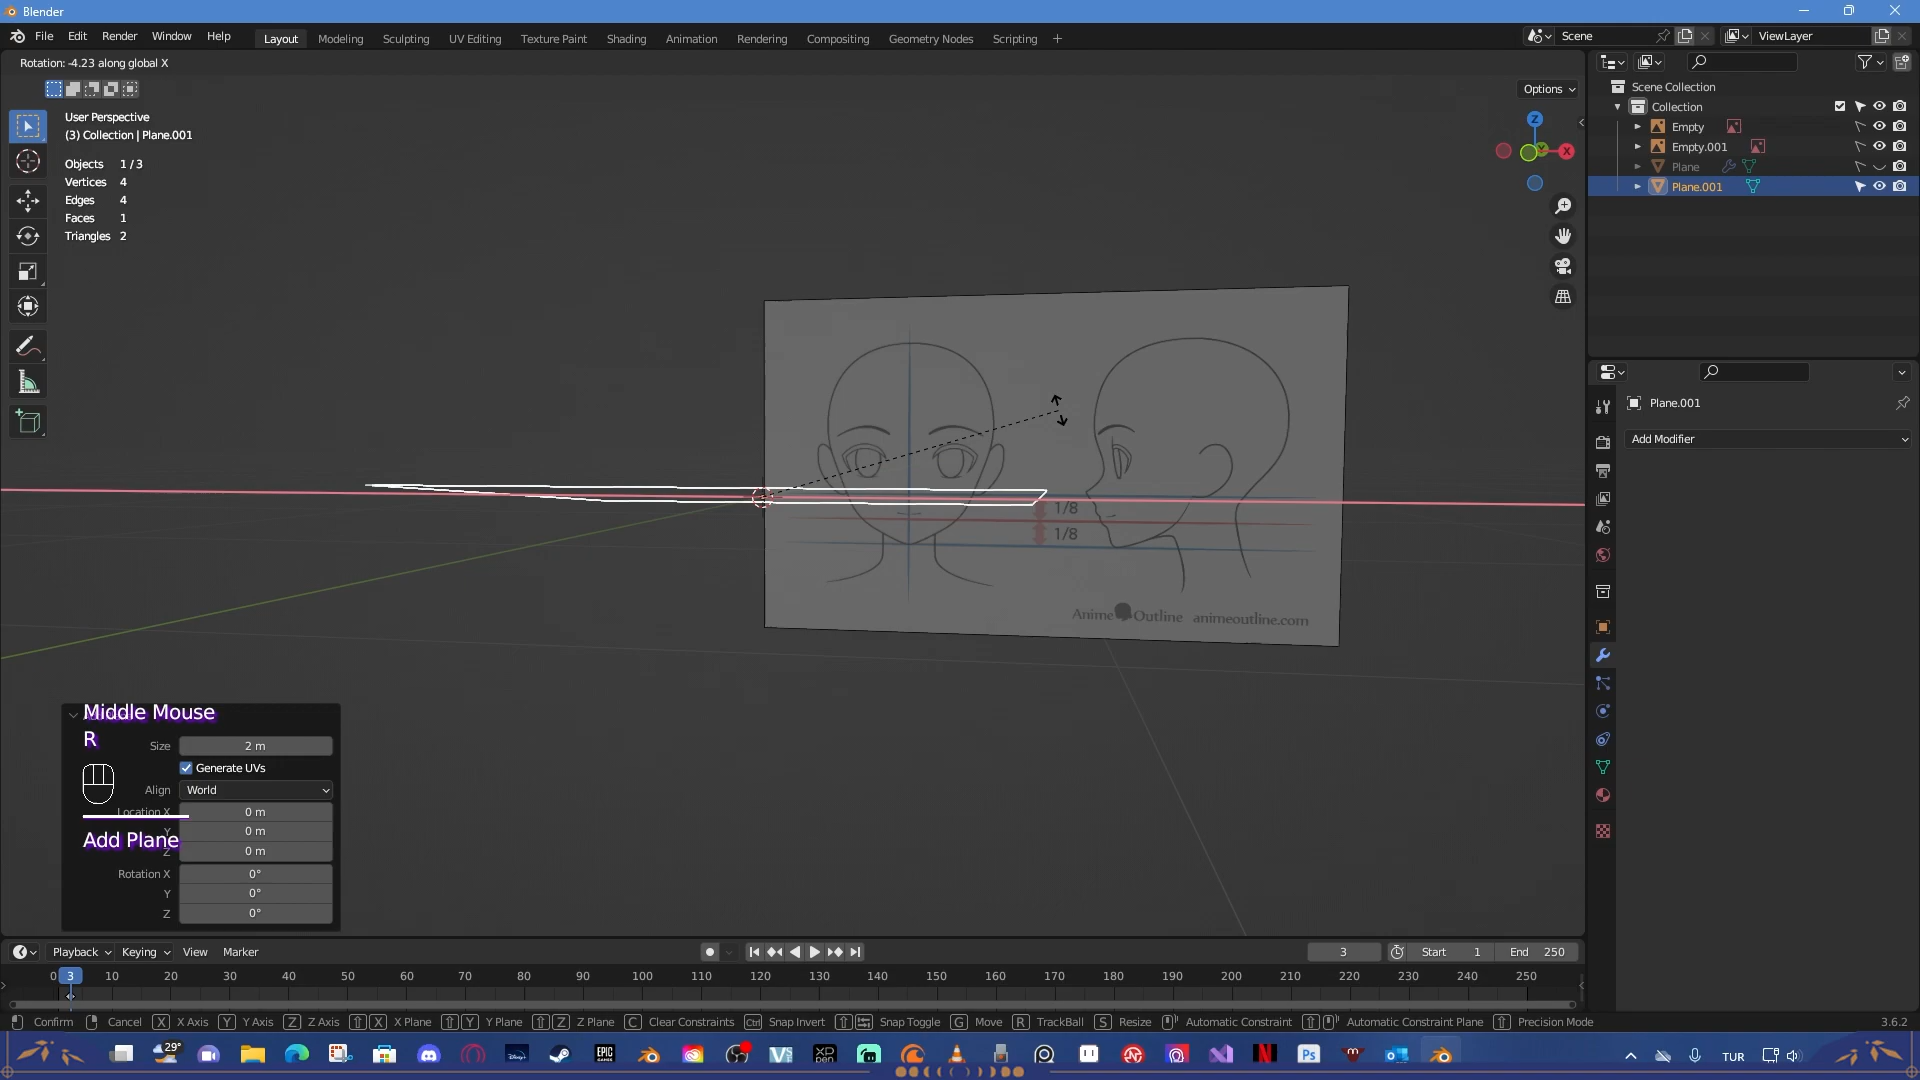 Blender
File Edit Render Window Help
Layout Modeling Sculpting UV Editing Texture Paint Shading Animation Rendering Compositing Geometry Nodes Scripting +
Scene
ViewLayer
Rotation: -4.23 along global X
Options
User Perspective
(3) Collection | Plane.001
Objects 1 / 3
Vertices 4
Edges 4
Faces 1
Triangles 2
Z
X
Scene Collection
Collection
Empty
Empty.001
Plane
Plane.001
Plane.001
Add Modifier
1/8
1/8
Anime Outline animeoutline.com
Middle Mouse
R
Size 2 m
Generate UVs
Align World
Location X 0 m
Y 0 m
Add Plane
Z 0 m
Rotation X 0°
Y 0°
Z 0°
Playback Keying View Marker
3
Start 1
End 250
0 3 10 20 30 40 50 60 70 80 90 100 110 120 130 140 150 160 170 180 190 200 210 220 230 240 250
Confirm Cancel X X Axis Y Y Axis Z Z Axis X X Plane Y Y Plane Z Z Plane C Clear Constraints Ctrl Snap Invert Snap Toggle G Move R TrackBall S Resize Automatic Constraint Automatic Constraint Plane Precision Mode
3.6.2
29°
EPIC GAMES
Ps
TUR